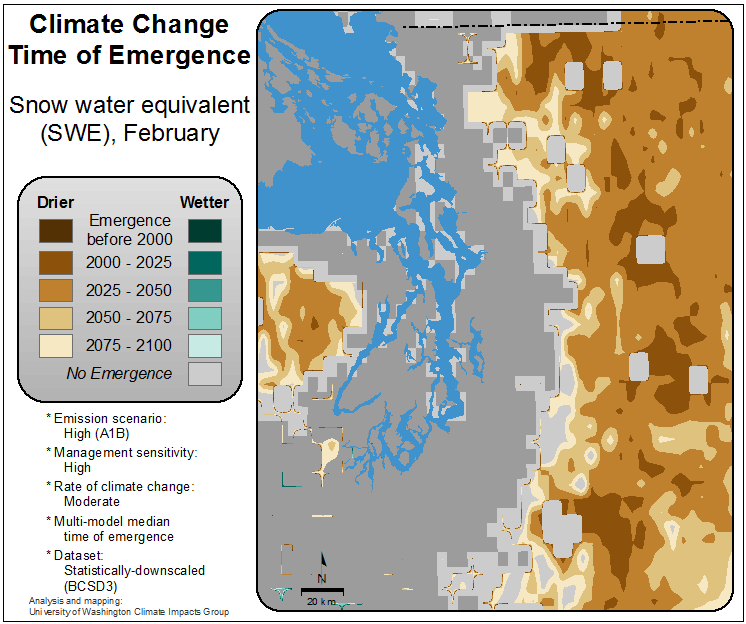 Climate Change
Time of Emergence
Snow water equivalent
(SWE), February
Drier
Wetter
Emergence
before 2000
2000 - 2025
2025 - 2050
2050 - 2075
2075 - 2100
No Emergence
* Emission scenario:
High (A1B)
* Management sensitivity:
High
* Rate of climate change:
Moderate
* Multi-model median
time of emergence
* Dataset:
Statistically-downscaled
(BCSD3)
Analysis and mapping:
University of Washington Climate Impacts Group
N
20 km